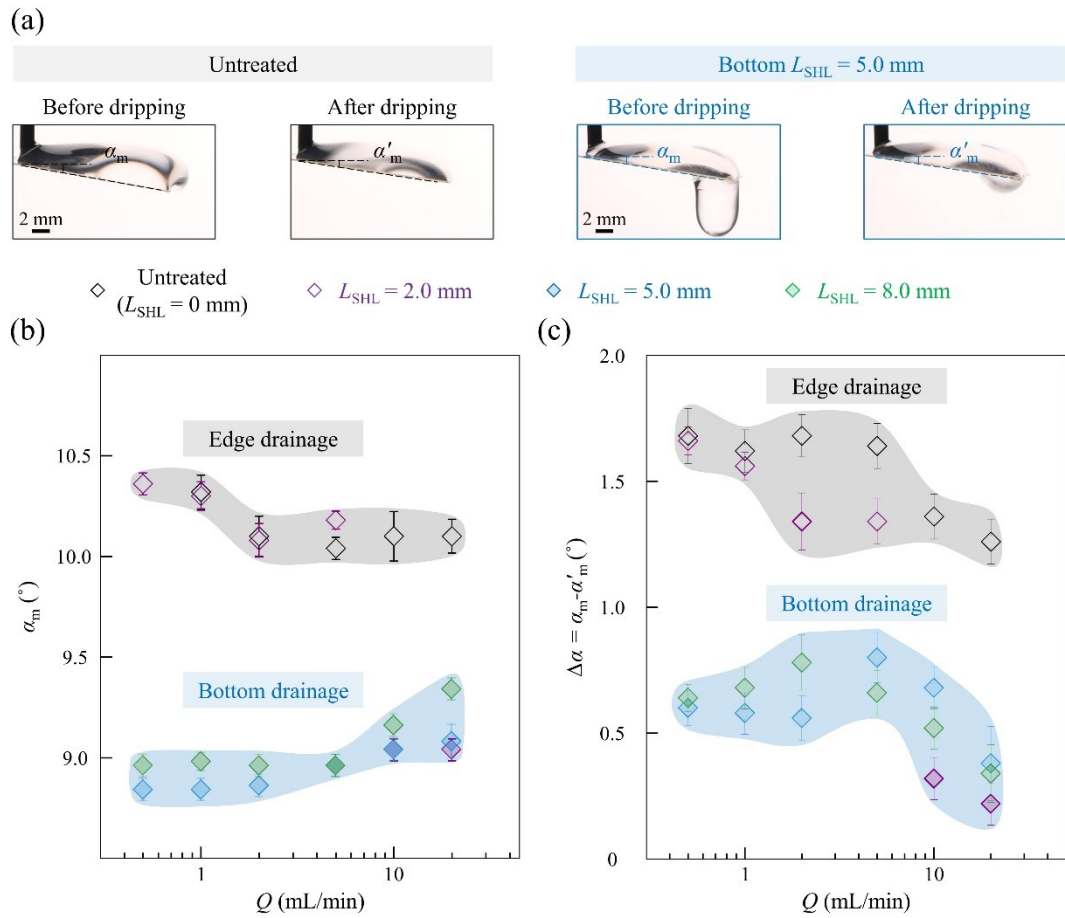 (a)
Untreated
Bottom L_SHL = 5.0 mm
Before dripping
After dripping
Before dripping
After dripping
α_m
α′_m
α_m
α′_m
2 mm
2 mm
Untreated
(L_SHL = 0 mm)
L_SHL = 2.0 mm
L_SHL = 5.0 mm
L_SHL = 8.0 mm
(b)
10.5
10.0
9.5
9.0
α_m (°)
Edge drainage
Bottom drainage
1
10
Q (mL/min)
(c)
2.0
1.5
1.0
0.5
0
Δα = α_m-α′_m (°)
Edge drainage
Bottom drainage
1
10
Q (mL/min)